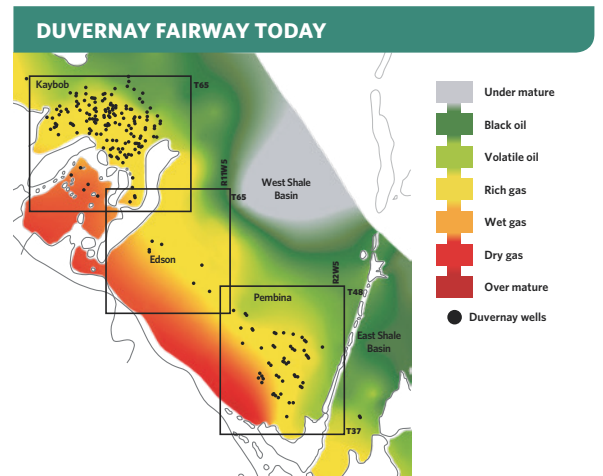 DUVERNAY FAIRWAY TODAY
Kaybob
T65
R11W5
T65
West Shale
Basin
Edson
R2W5
T48
Pembina
East Shale
Basin
T37
Under mature
Black oil
Volatile oil
Rich gas
Wet gas
Dry gas
Over mature
Duvernay wells